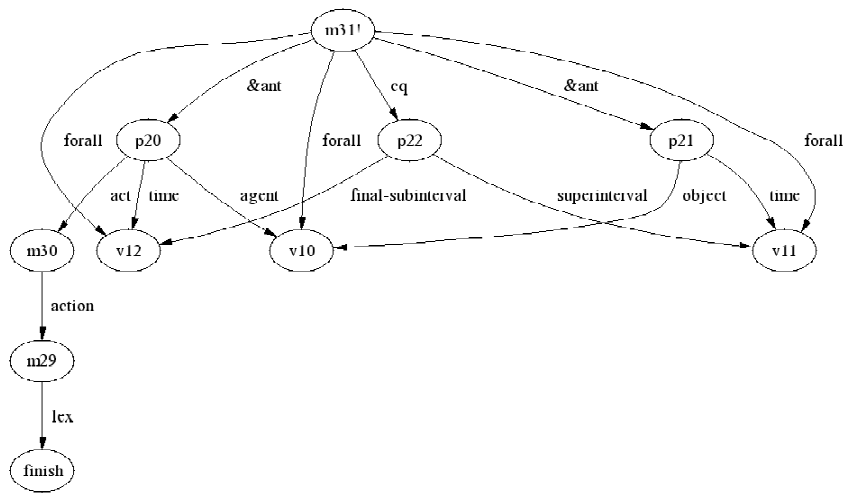 m31!
&ant
cq
&ant
forall
p20
forall
p22
p21
forall
act
time
agent
final-subinterval
superinterval
object
time
m30
v12
v10
v11
action
m29
lex
finish